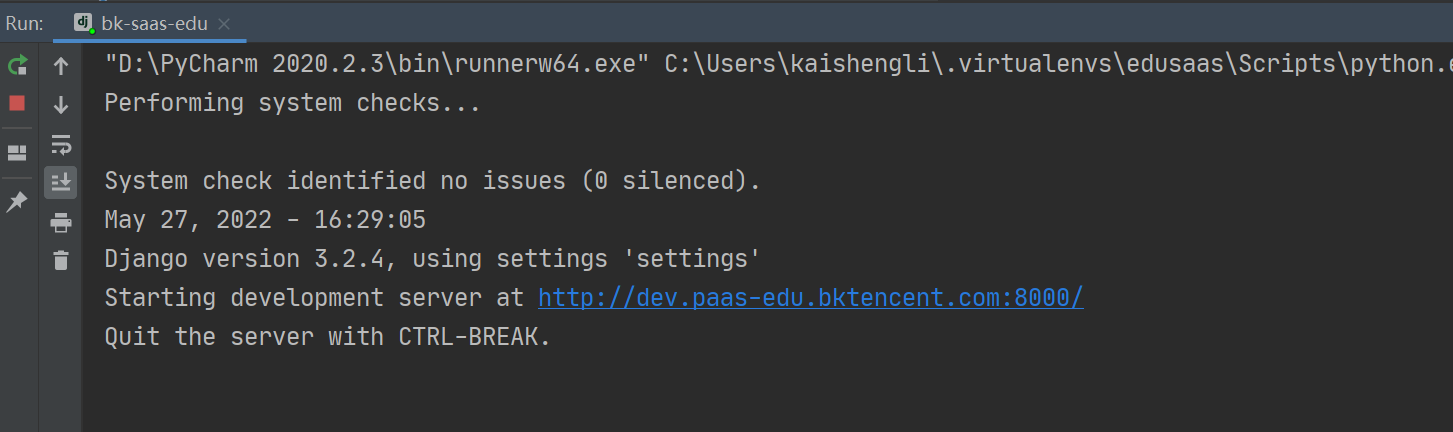 Run: dj bk-saas-edu
"D:\PyCharm 2020.2.3\bin\runnerw64.exe" C:\Users\kaishengli\.virtualenvs\edusaas\Scripts\python.e
Performing system checks...
System check identified no issues (0 silenced).
May 27, 2022 - 16:29:05
Django version 3.2.4, using settings 'settings'
Starting development server at http://dev.paas-edu.bktencent.com:8000/
Quit the server with CTRL-BREAK.